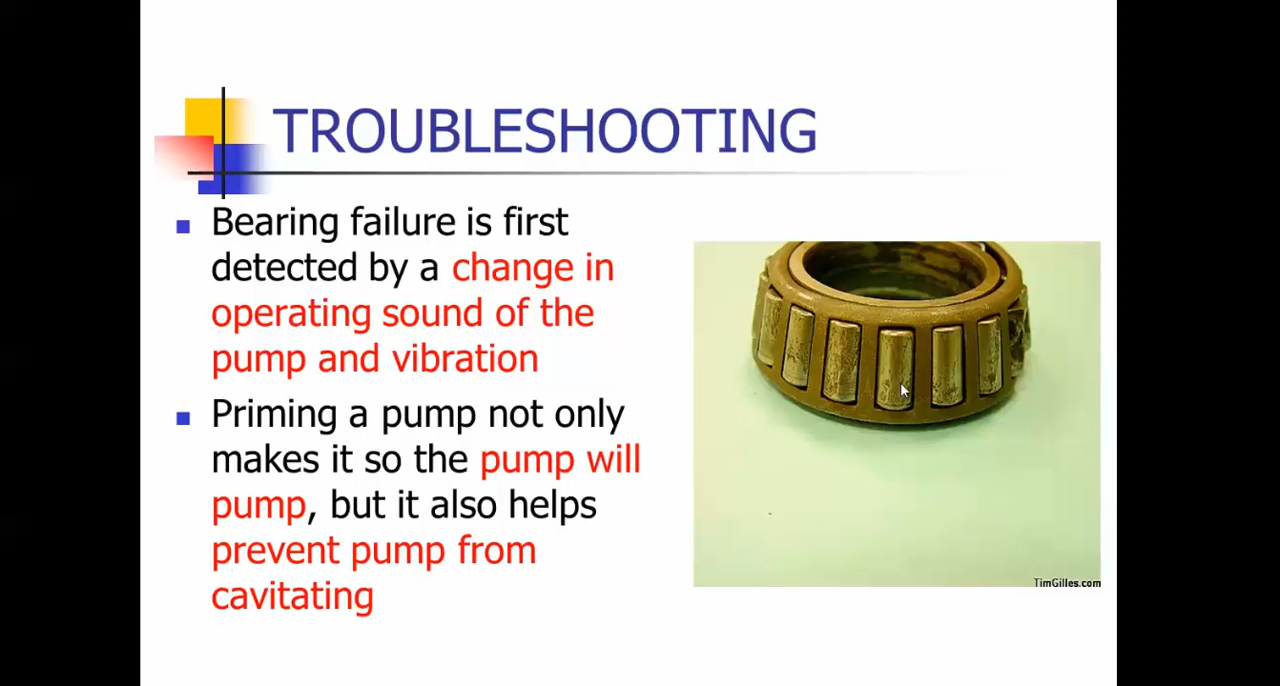 TROUBLESHOOTING
Bearing failure is first
detected by a change in
operating sound of the
pump and vibration
Priming a pump not only
makes it so the pump will
pump, but it also helps
prevent pump from
cavitating
TimGilles.com